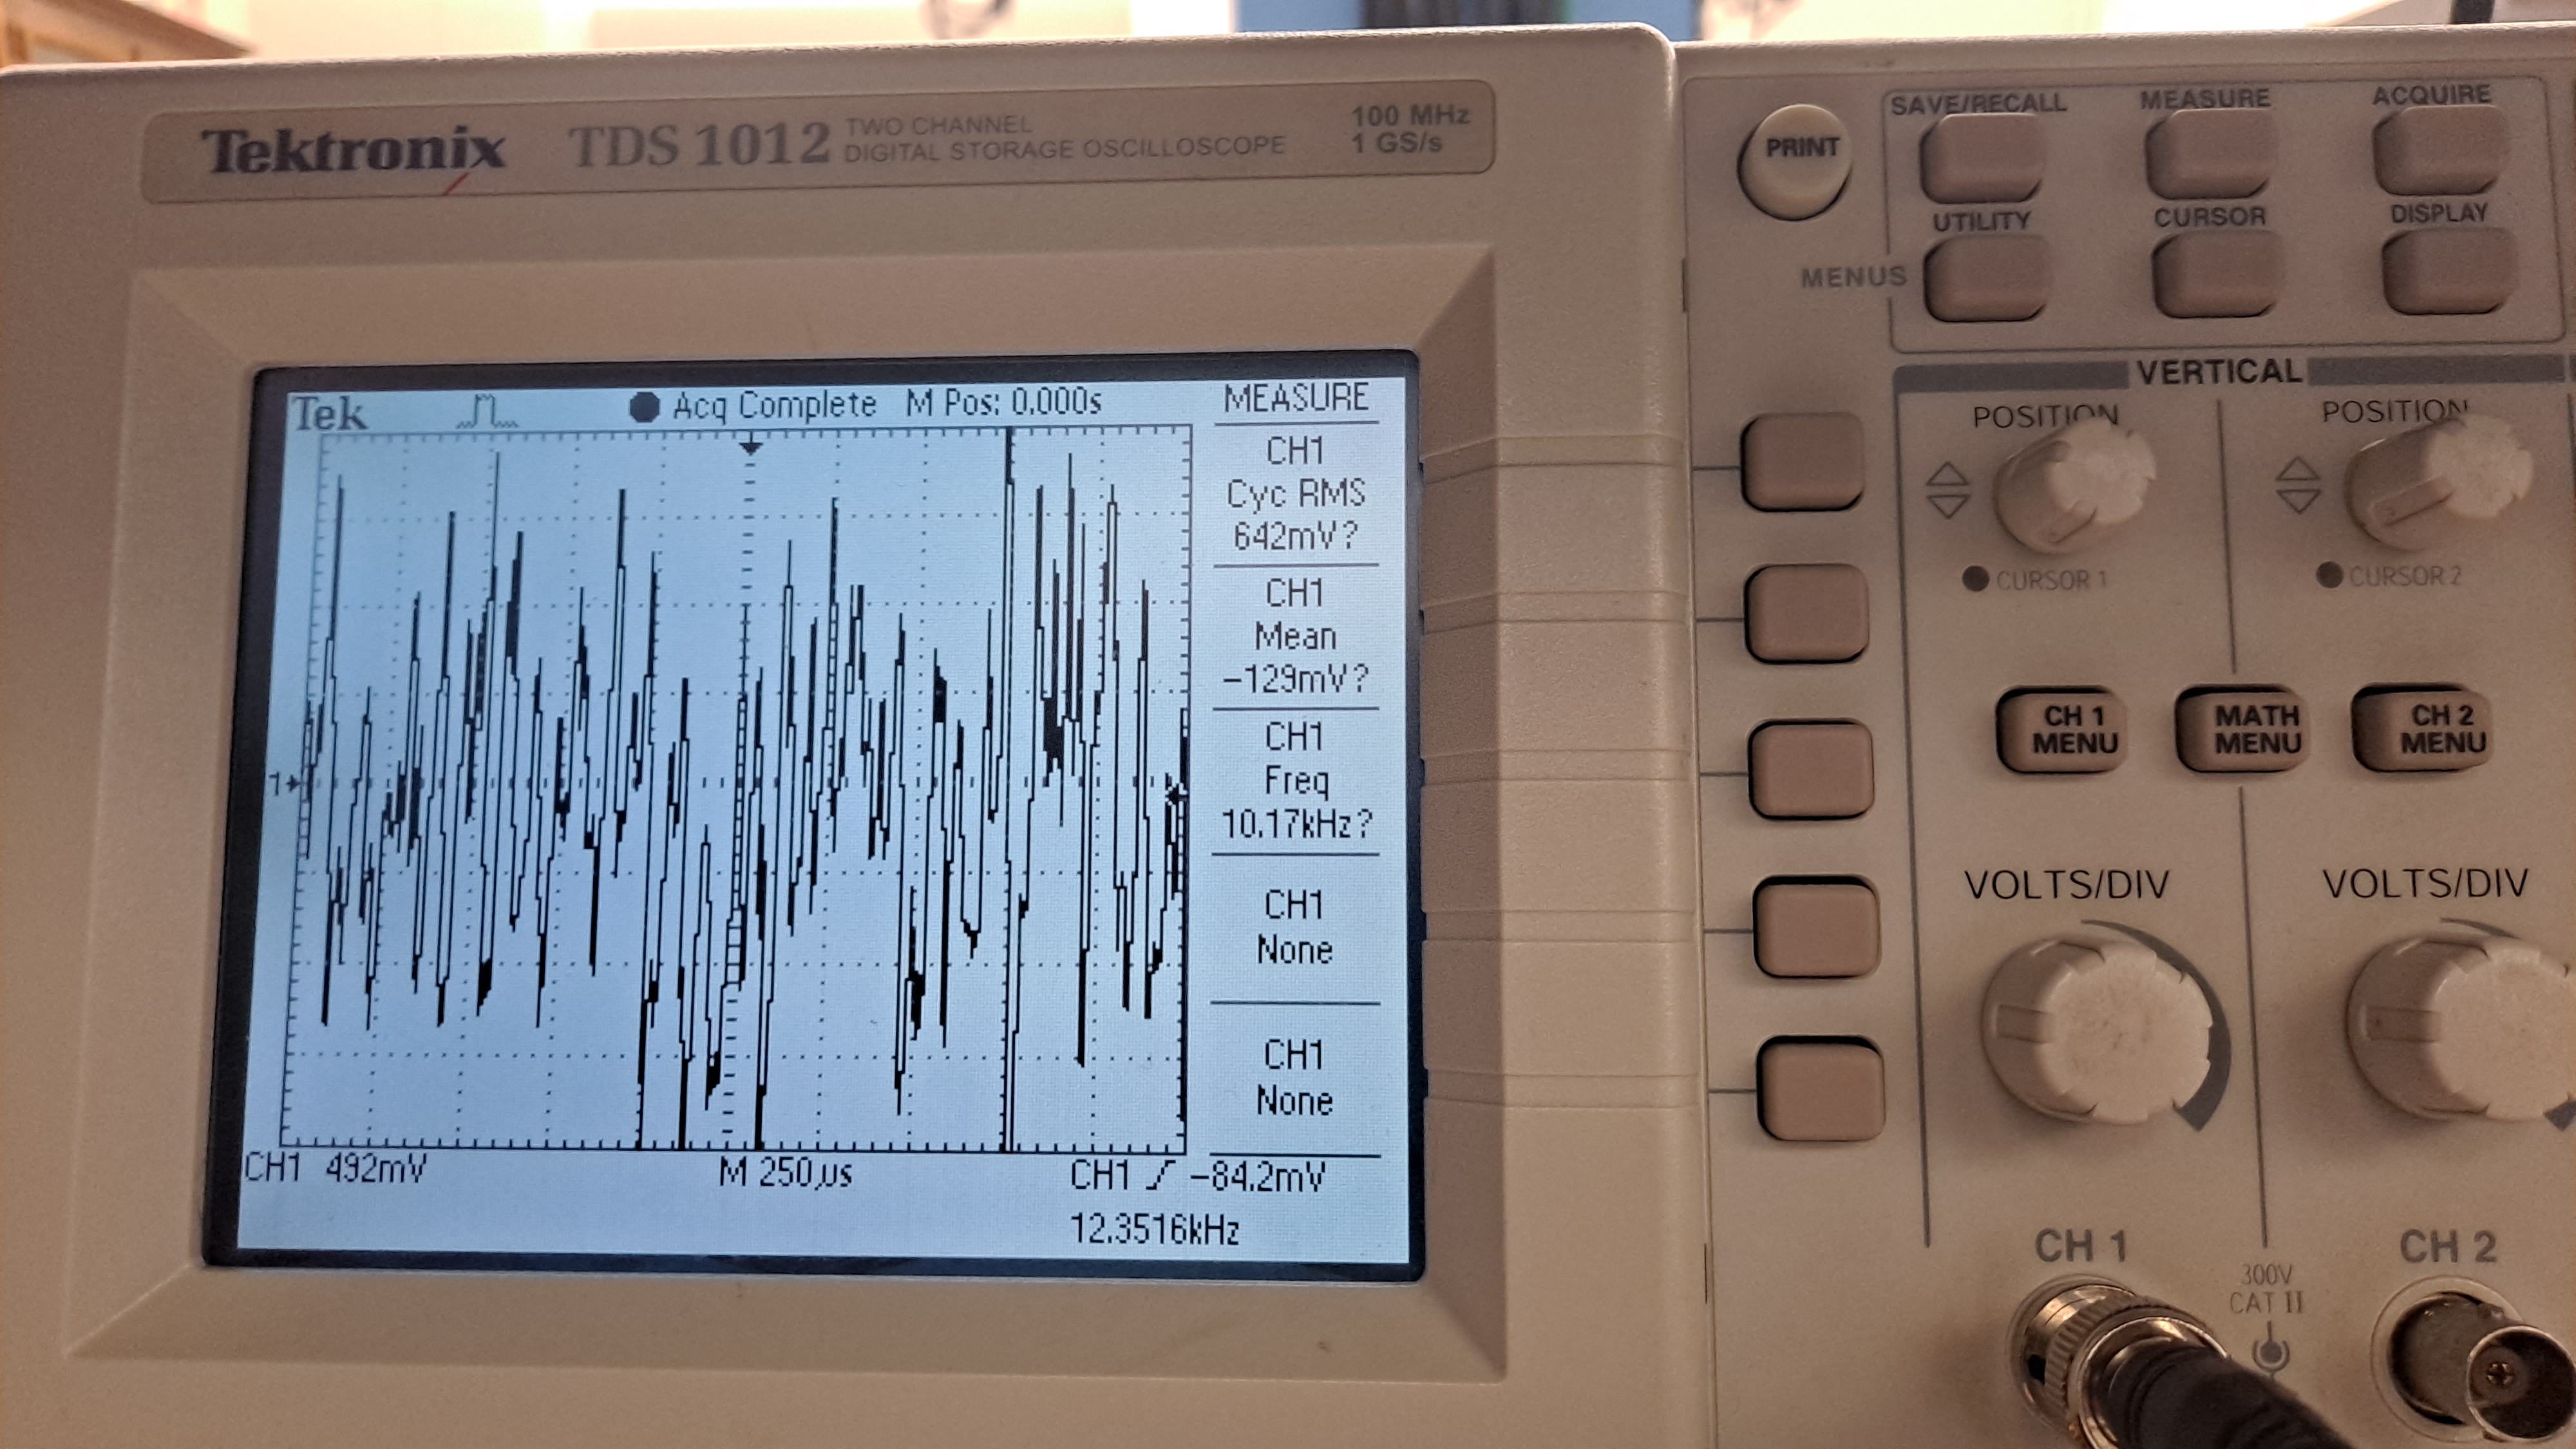 Tektronix TDS 1012 TWO CHANNEL
DIGITAL STORAGE OSCILLOSCOPE
100 MHz
1 GS/s
Tek
Acq Complete
M Pos: 0.000s
MEASURE
CH1
Cyc RMS
642mV?
CH1
Mean
-129mV?
CH1
Freq
10.17kHz?
CH1
None
CH1
None
1
CH1 492mV
M 250µs
CH1 -84.2mV
12.3516kHz
PRINT
SAVE/RECALL
MEASURE
ACQUIRE
UTILITY
CURSOR
DISPLAY
MENUS
VERTICAL
POSITION
POSITION
CURSOR 1
CURSOR 2
CH 1
MENU
MATH
MENU
CH 2
MENU
VOLTS/DIV
VOLTS/DIV
CH 1
CH 2
300V
CAT II